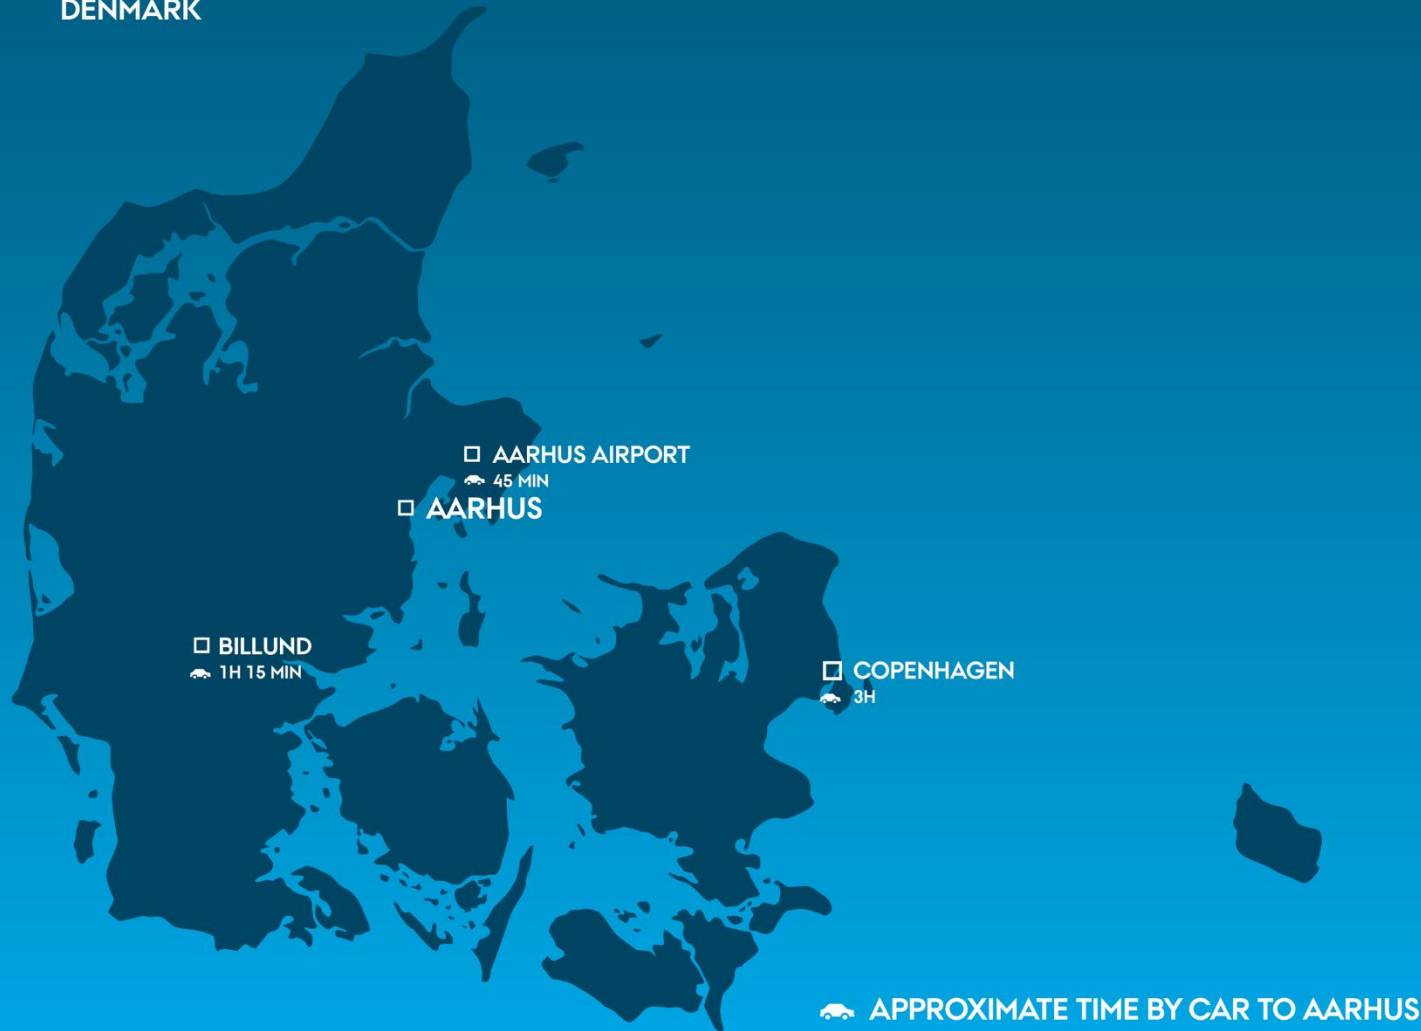 DENMARK
AARHUS AIRPORT
45 MIN
AARHUS
BILLUND
1H 15 MIN
COPENHAGEN
3H
APPROXIMATE TIME BY CAR TO AARHUS